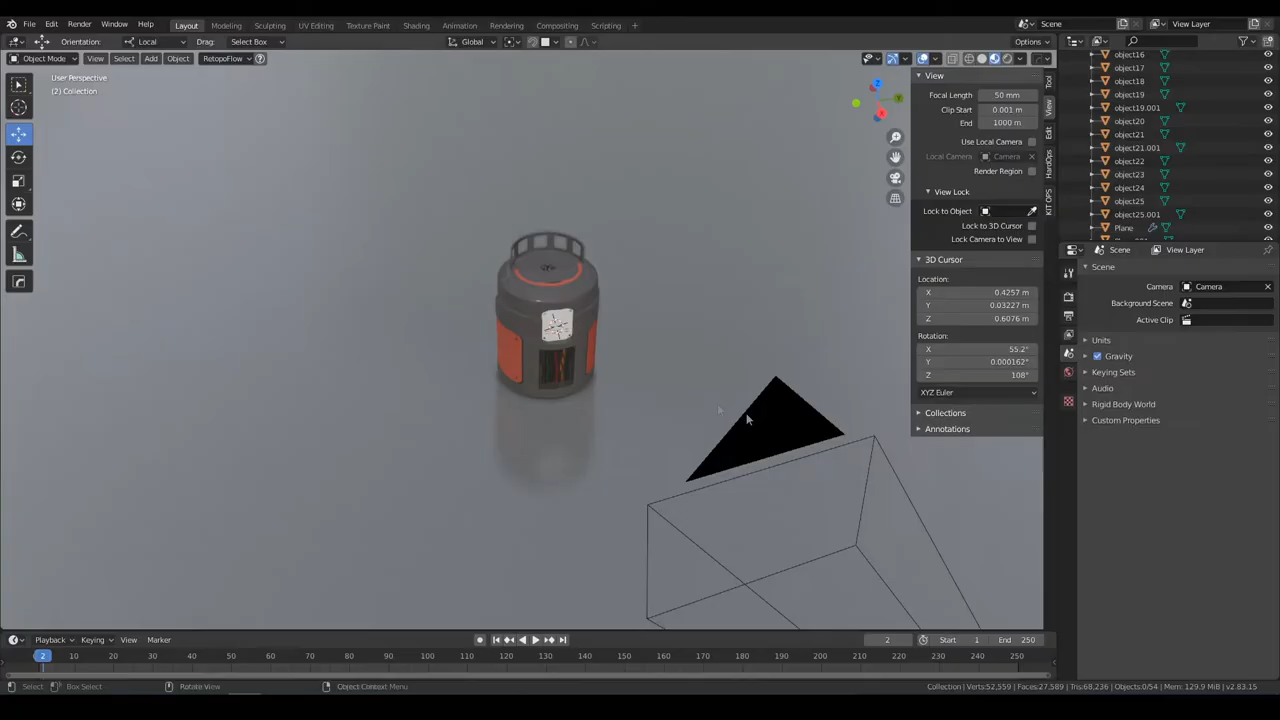 File Edit Render Window Help Layout Modeling Sculpting UV Editing Texture Paint Shading Animation Rendering Compositing Scripting + Scene View Layer
Orientation: Local Drag: Select Box Global Options
Object Mode View Select Add Object RetopoFlow
User Perspective
(2) Collection
View
Focal Length 50 mm
Clip Start 0.001 m
End 1000 m
Use Local Camera
Local Camera Camera
Render Region
View Lock
Lock to Object
Lock to 3D Cursor
Lock Camera to View
3D Cursor
Location:
X 0.4257 m
Y 0.03227 m
Z 0.6076 m
Rotation:
X 55.2°
Y 0.000162°
Z 108°
XYZ Euler
Collections
Annotations
Tool
View
Edit
HardOps
KIT OPS
object16
object17
object18
object19
object19.001
object20
object21
object21.001
object22
object23
object24
object25
object25.001
Plane
Scene View Layer
Scene
Camera Camera
Background Scene
Active Clip
Units
Gravity
Keying Sets
Audio
Rigid Body World
Custom Properties
Playback Keying View Marker 2 Start 1 End 250
2 10 20 30 40 50 60 70 80 90 100 110 120 130 140 150 160 170 180 190 200 210 220 230 240 250
Select Box Select Rotate View Object Context Menu Collection | Verts:52,559 | Faces:27,589 | Tris:68,236 | Objects:0/54 | Mem: 129.9 MiB | v2.83.15